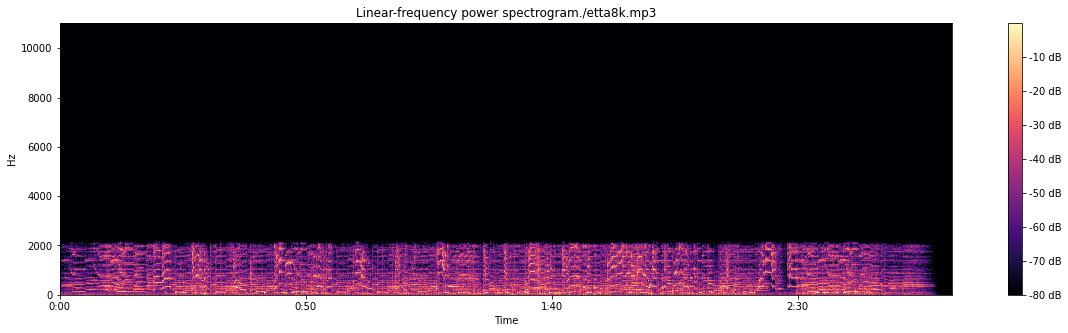 Linear-frequency power spectrogram./etta8k.mp3
10000
8000
6000
4000
2000
0
Hz
0:00
0:50
1:40
2:30
Time
-10 dB
-20 dB
-30 dB
-40 dB
-50 dB
-60 dB
-70 dB
-80 dB